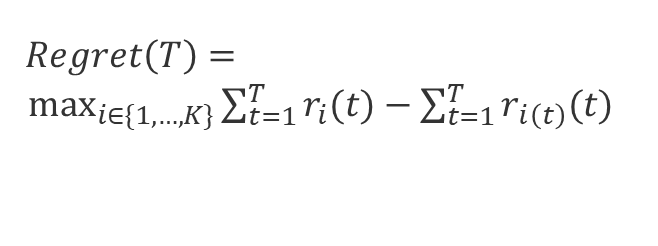 Regret(T) =
max_{i∈{1,…,K}} ∑_{t=1}^{T} r_i(t) − ∑_{t=1}^{T} r_{i(t)}(t)